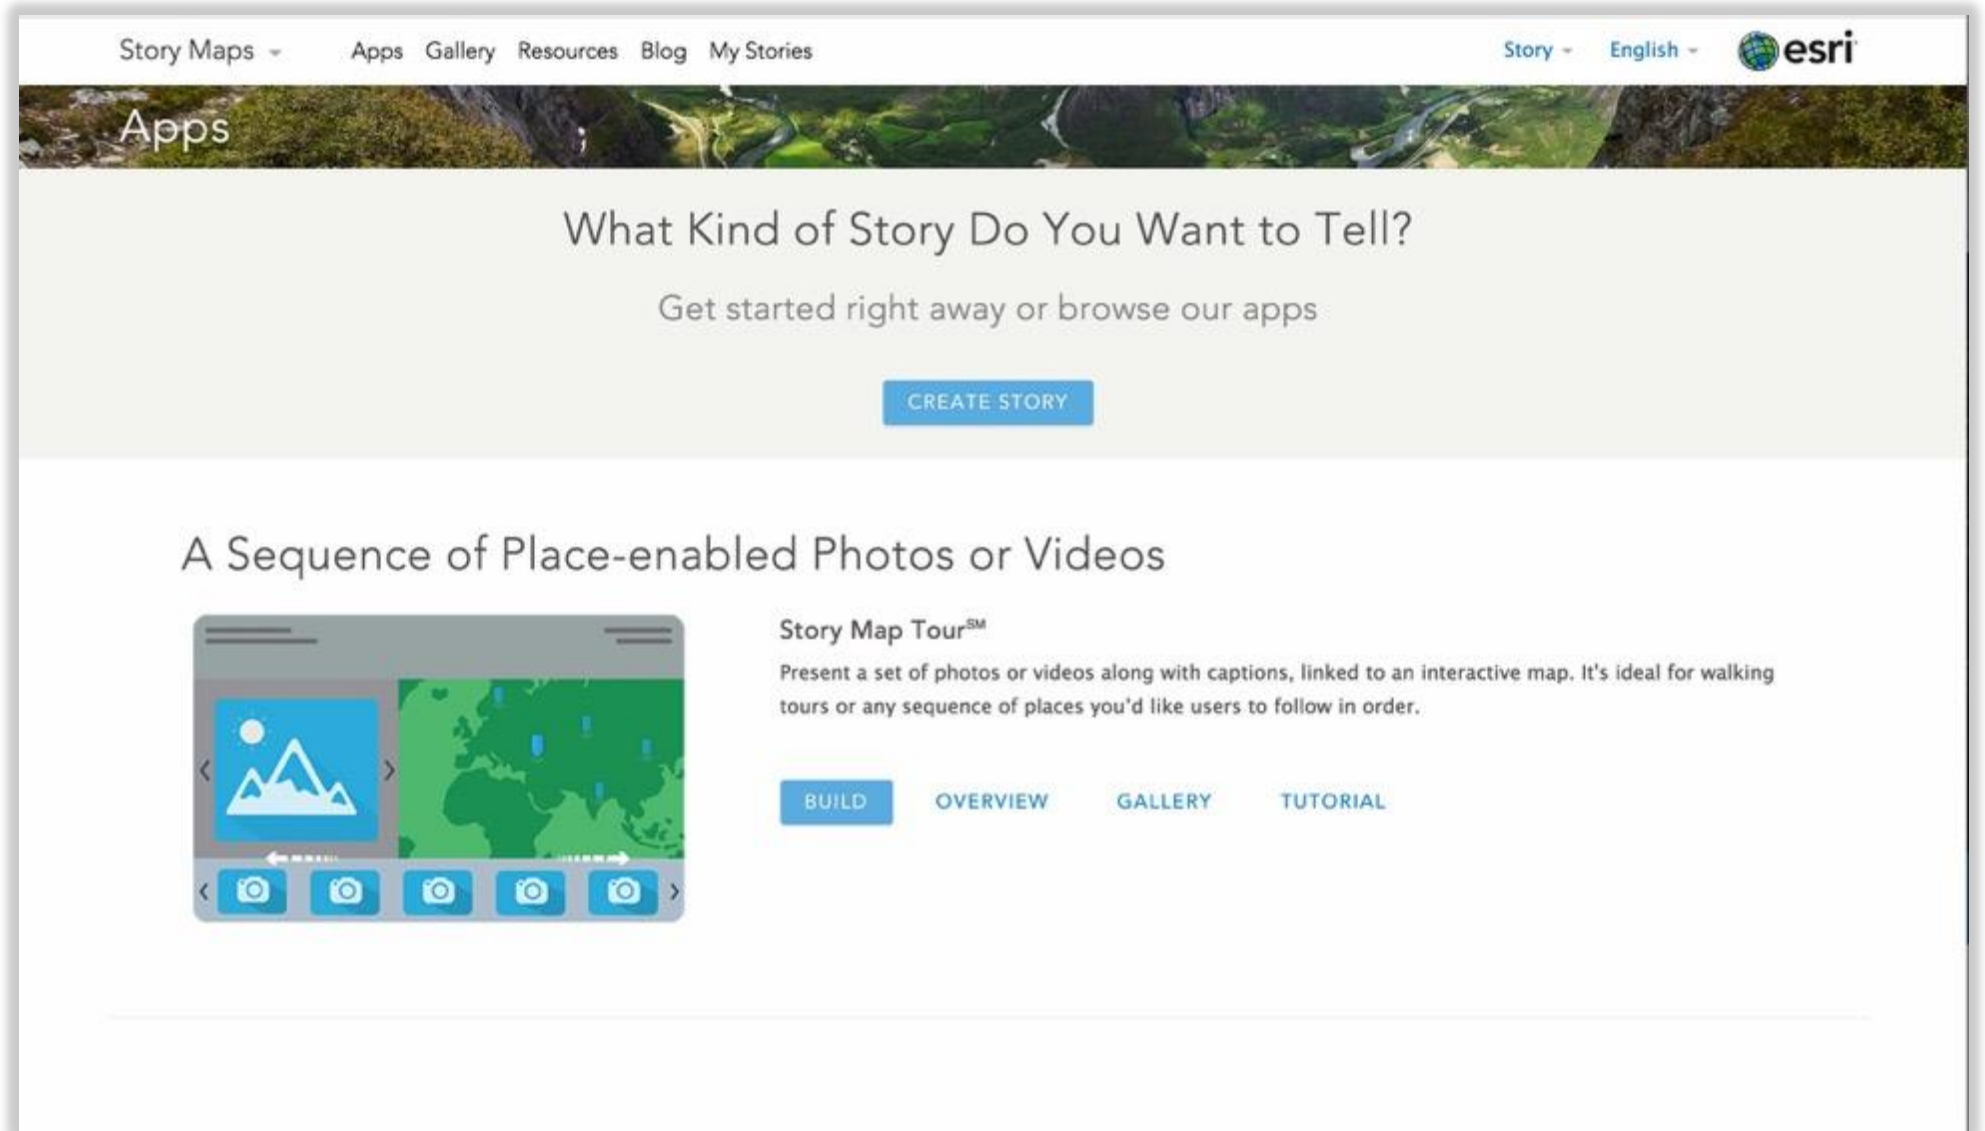 Story Maps Apps Gallery Resources Blog My Stories Story English esri
Apps
What Kind of Story Do You Want to Tell?
Get started right away or browse our apps
CREATE STORY
A Sequence of Place-enabled Photos or Videos
Story Map Tour℠
Present a set of photos or videos along with captions, linked to an interactive map. It's ideal for walking
tours or any sequence of places you'd like users to follow in order.
BUILD OVERVIEW GALLERY TUTORIAL